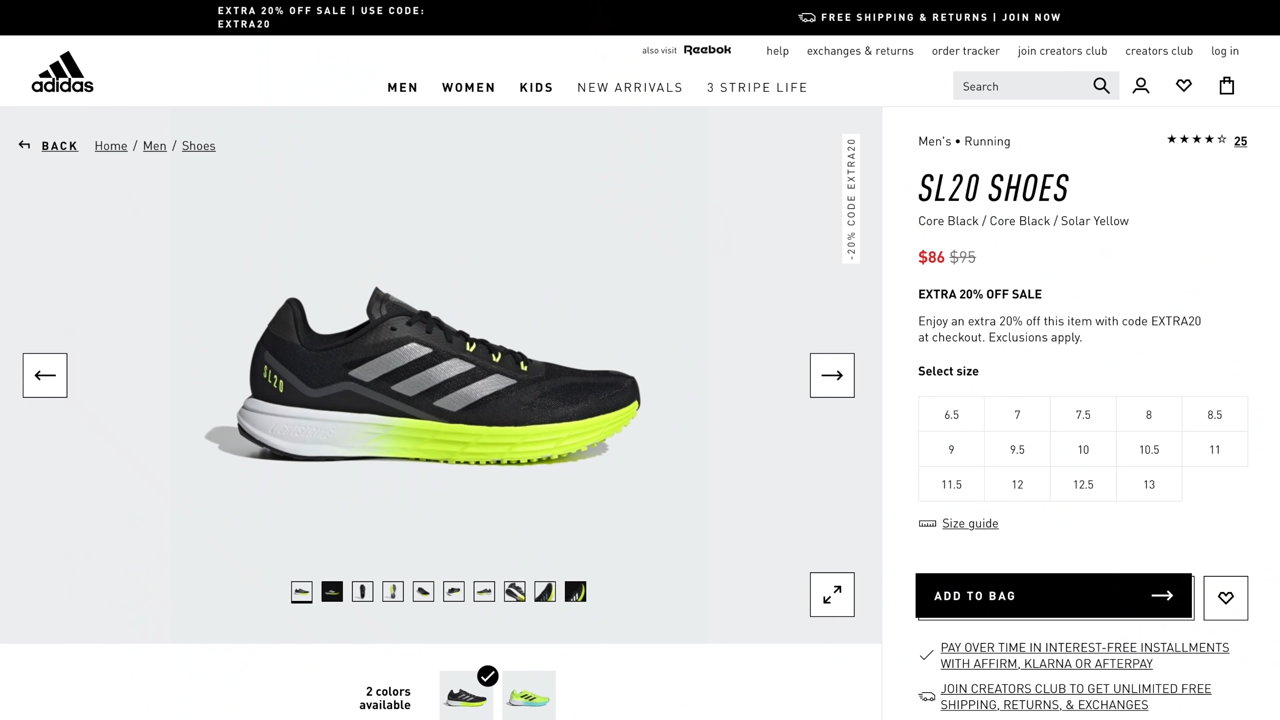 EXTRA 20% OFF SALE | USE CODE:
EXTRA20
FREE SHIPPING & RETURNS | JOIN NOW
also visit Reebok
help
exchanges & returns
order tracker
join creators club
creators club
log in
adidas
MEN
WOMEN
KIDS
NEW ARRIVALS
3 STRIPE LIFE
Search
BACK
Home / Men / Shoes
-20% CODE EXTRA20
SL20
Men's • Running
★★★★☆ 25
SL20 SHOES
Core Black / Core Black / Solar Yellow
$86 $95
EXTRA 20% OFF SALE
Enjoy an extra 20% off this item with code EXTRA20
at checkout. Exclusions apply.
Select size
6.5 7 7.5 8 8.5
9 9.5 10 10.5 11
11.5 12 12.5 13
Size guide
ADD TO BAG
PAY OVER TIME IN INTEREST-FREE INSTALLMENTS
WITH AFFIRM, KLARNA OR AFTERPAY
JOIN CREATORS CLUB TO GET UNLIMITED FREE
SHIPPING, RETURNS, & EXCHANGES
2 colors
available